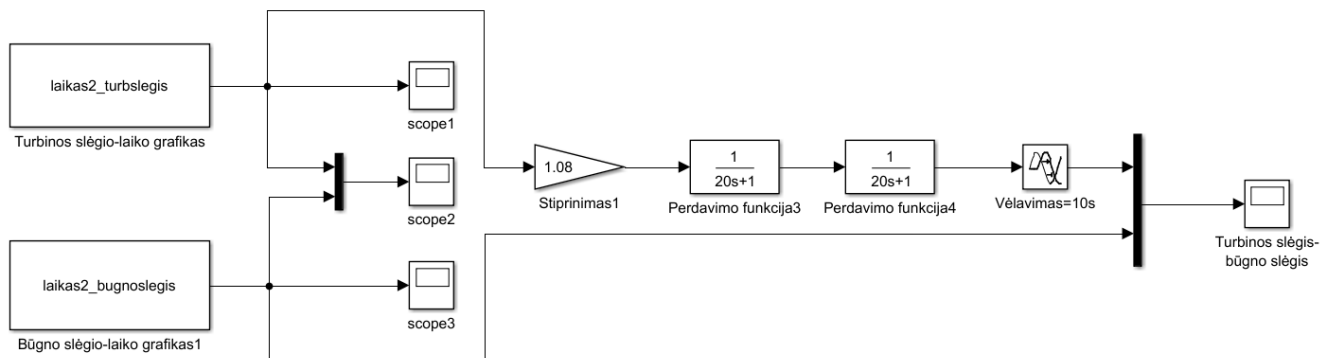 laikas2_turbslegis
Turbinos slėgio-laiko grafikas
scope1
scope2
laikas2_bugnoslegis
Būgno slėgio-laiko grafikas1
scope3
1.08
Stiprinimas1
1
20s+1
Perdavimo funkcija3
1
20s+1
Perdavimo funkcija4
Vėlavimas=10s
Turbinos slėgis-
būgno slėgis